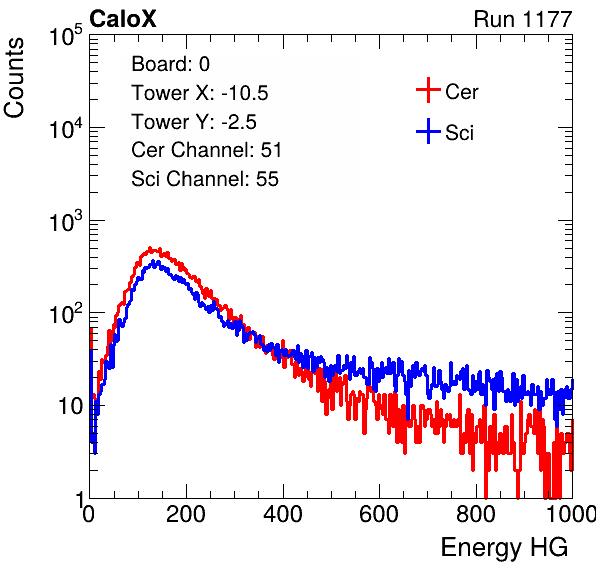 CaloX Run 1177
Counts
Board: 0
Tower X: -10.5
Tower Y: -2.5
Cer Channel: 51
Sci Channel: 55
Cer
Sci
10^5
10^4
10^3
10^2
10
1
0 200 400 600 800 1000
Energy HG